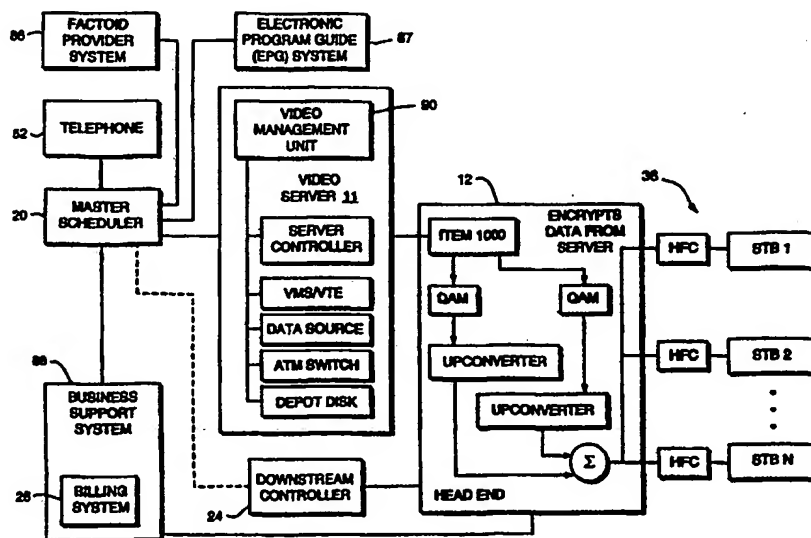 86
FACTOID
PROVIDER
SYSTEM
ELECTRONIC
PROGRAM GUIDE
(EPG) SYSTEM
87
52
TELEPHONE
20
MASTER
SCHEDULER
VIDEO
MANAGEMENT
UNIT
90
VIDEO
SERVER 11
SERVER
CONTROLLER
VMS/VTE
DATA SOURCE
ATM SWITCH
DEPOT DISK
12
ENCRYPTS
DATA FROM
SERVER
ITEM 1000
QAM
QAM
UPCONVERTER
UPCONVERTER
Σ
HEAD END
36
HFC
STB 1
HFC
STB 2
HFC
STB N
BUSINESS
SUPPORT
SYSTEM
BILLING
SYSTEM
DOWNSTREAM
CONTROLLER
24